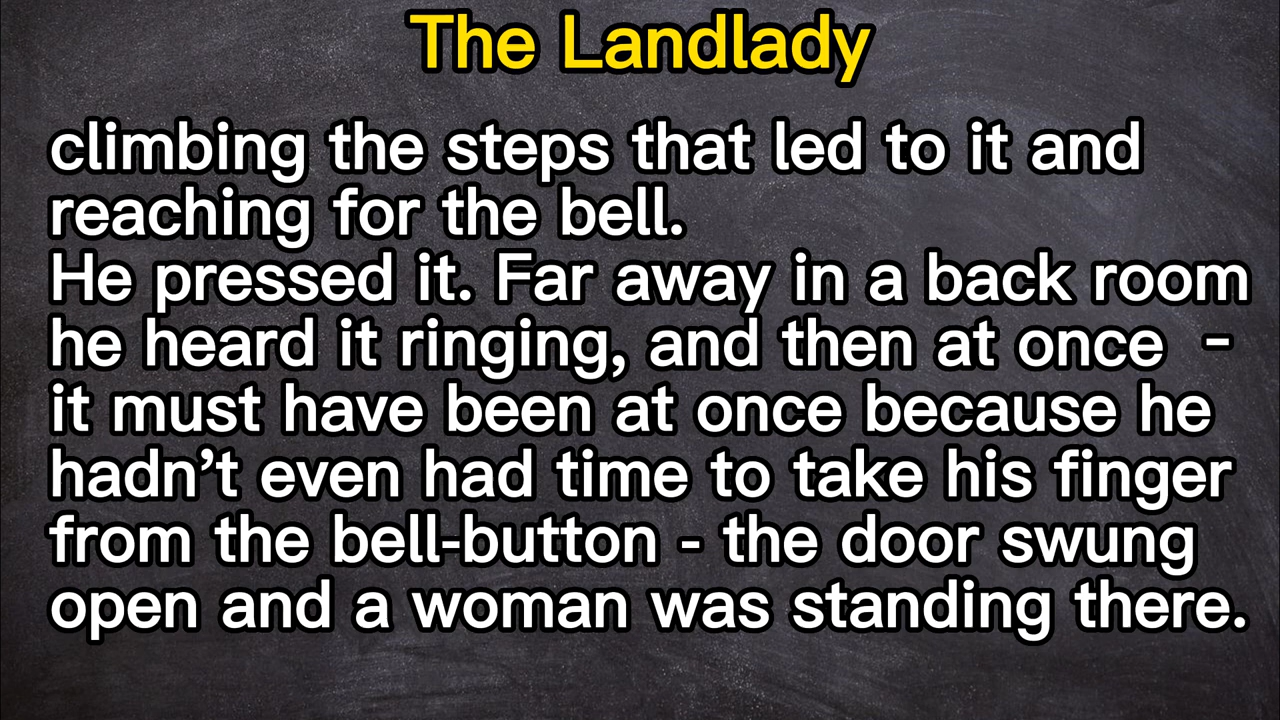 The Landlady
climbing the steps that led to it and
reaching for the bell.
He pressed it. Far away in a back room
he heard it ringing, and then at once  -
it must have been at once because he
hadn’t even had time to take his finger
from the bell-button - the door swung
open and a woman was standing there.